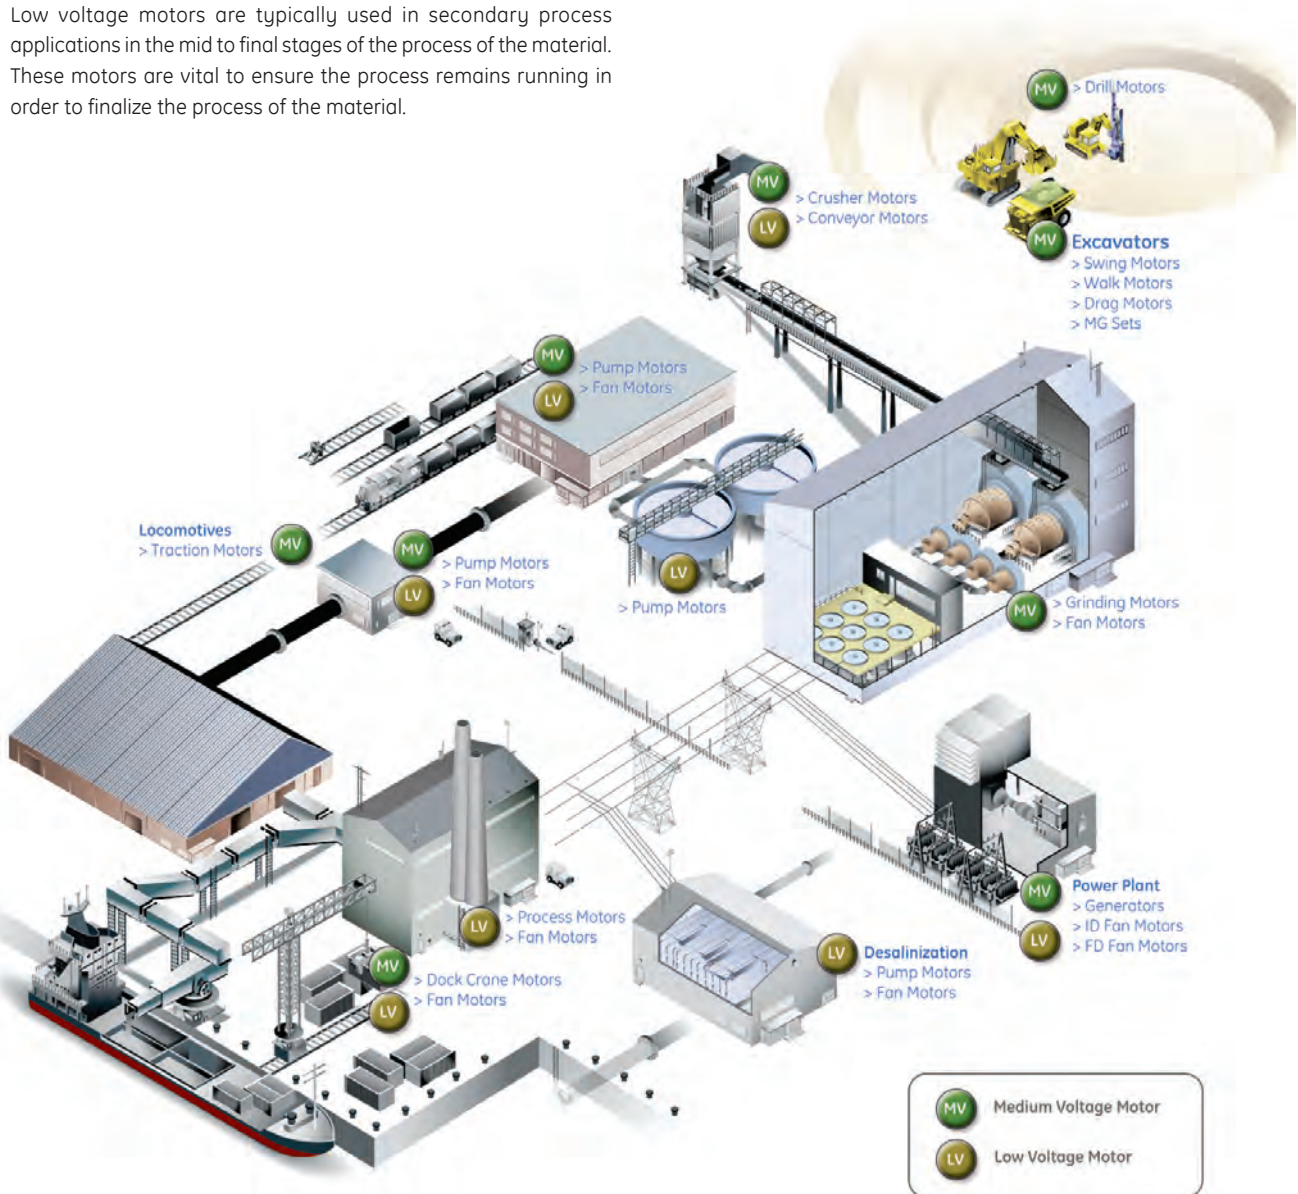 Low voltage motors are typically used in secondary process
applications in the mid to final stages of the process of the material.
These motors are vital to ensure the process remains running in
order to finalize the process of the material.
MV
> Drill Motors
MV
LV
> Crusher Motors
> Conveyor Motors
MV
Excavators
> Swing Motors
> Walk Motors
> Drag Motors
> MG Sets
MV
LV
> Pump Motors
> Fan Motors
Locomotives
> Traction Motors
MV
MV
LV
> Pump Motors
> Fan Motors
LV
> Pump Motors
MV
> Grinding Motors
> Fan Motors
MV
LV
Power Plant
> Generators
> ID Fan Motors
> FD Fan Motors
LV
> Process Motors
> Fan Motors
LV
Desalinization
> Pump Motors
> Fan Motors
MV
LV
> Dock Crane Motors
> Fan Motors
MV Medium Voltage Motor
LV Low Voltage Motor